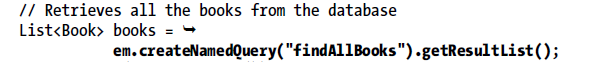 // Retrieves all the books from the database
List<Book> books = ➥
em.createNamedQuery("findAllBooks").getResultList();